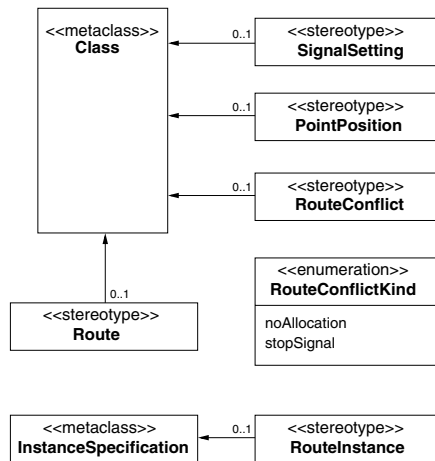 <<metaclass>>
Class
0..1
<<stereotype>>
SignalSetting
0..1
<<stereotype>>
PointPosition
0..1
<<stereotype>>
RouteConflict
0..1
<<stereotype>>
Route
<<enumeration>>
RouteConflictKind
noAllocation
stopSignal
<<metaclass>>
InstanceSpecification
0..1
<<stereotype>>
RouteInstance